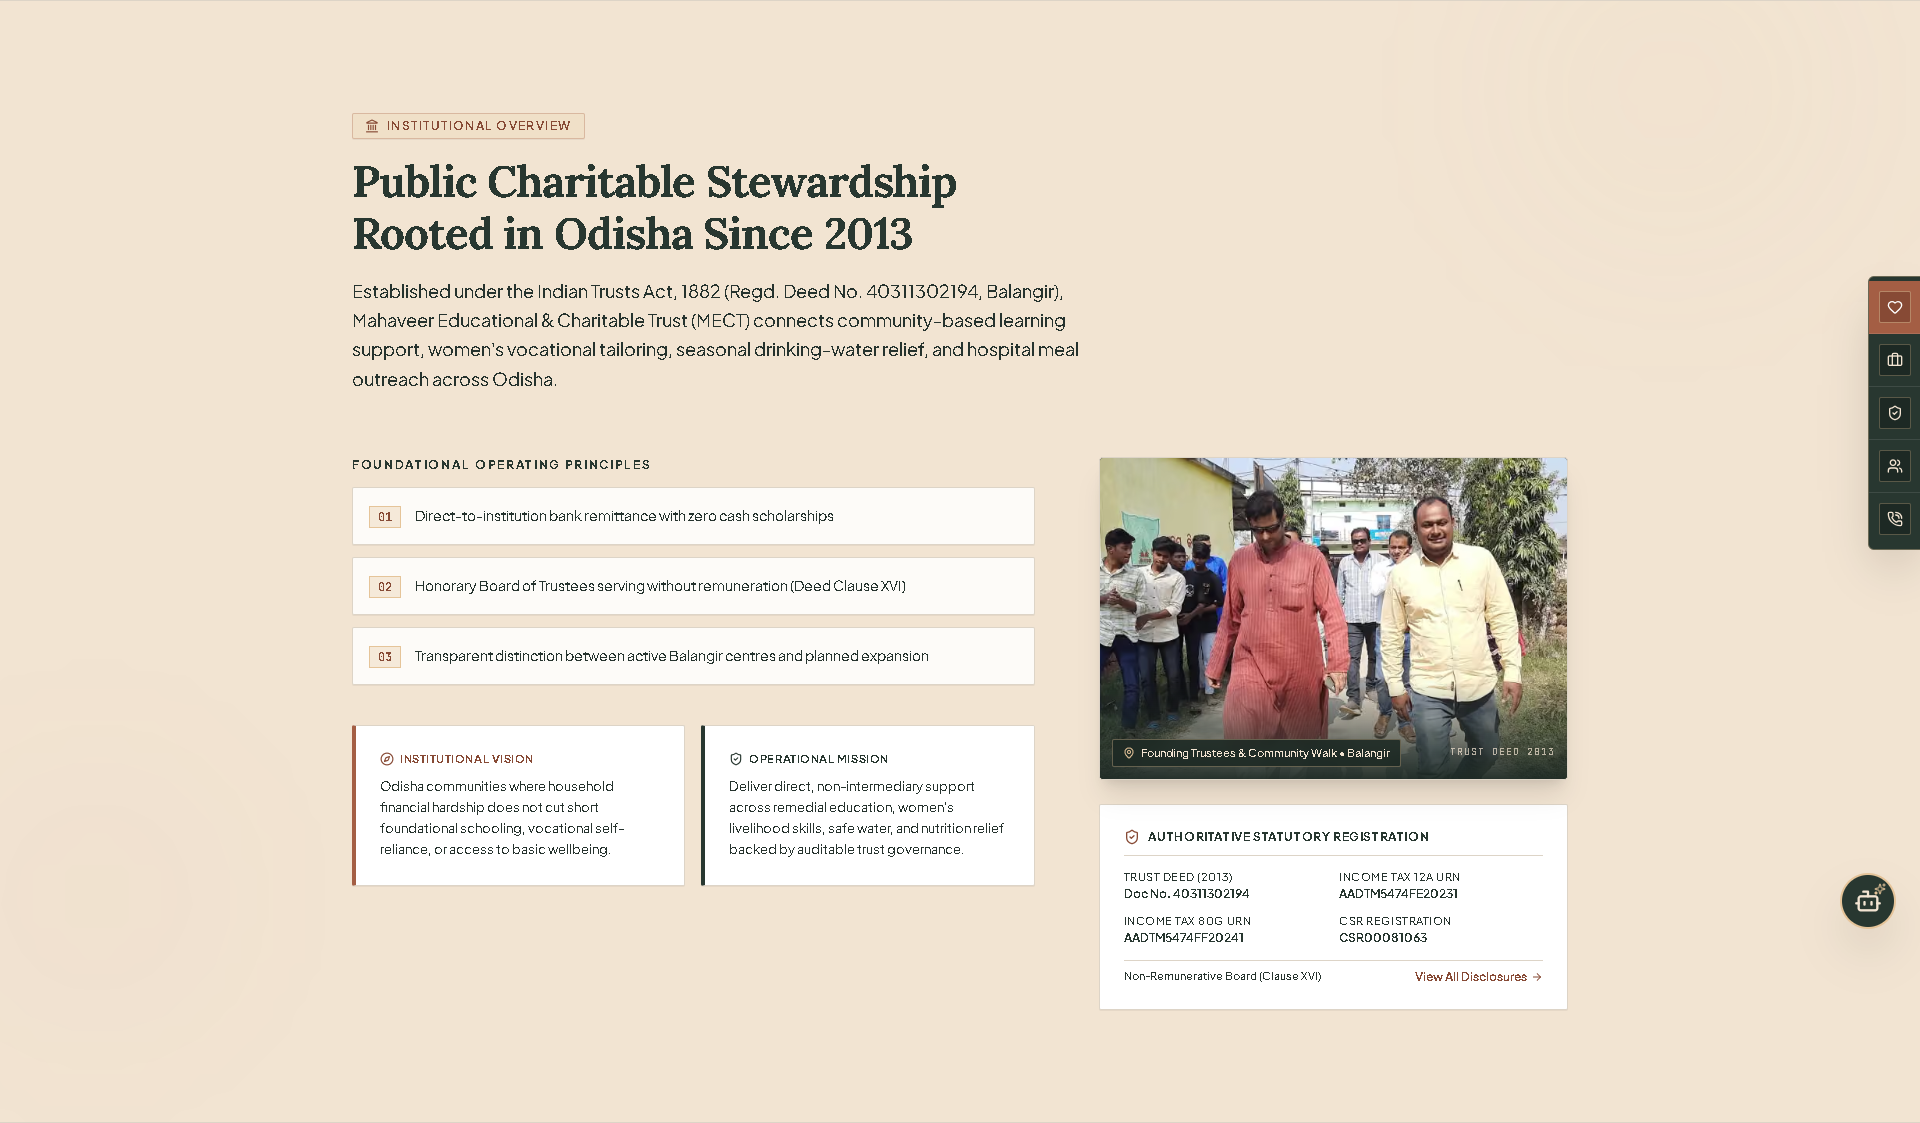 INSTITUTIONAL OVERVIEW
Public Charitable Stewardship
Rooted in Odisha Since 2013
Established under the Indian Trusts Act, 1882 (Regd. Deed No. 40311302194, Balangir),
Mahaveer Educational & Charitable Trust (MECT) connects community-based learning
support, women's vocational tailoring, seasonal drinking-water relief, and hospital meal
outreach across Odisha.
FOUNDATIONAL OPERATING PRINCIPLES
01 Direct-to-institution bank remittance with zero cash scholarships
02 Honorary Board of Trustees serving without remuneration (Deed Clause XVI)
03 Transparent distinction between active Balangir centres and planned expansion
INSTITUTIONAL VISION
Odisha communities where household
financial hardship does not cut short
foundational schooling, vocational self-
reliance, or access to basic wellbeing.
OPERATIONAL MISSION
Deliver direct, non-intermediary support
across remedial education, women's
livelihood skills, safe water, and nutrition relief
backed by auditable trust governance.
Founding Trustees & Community Walk • Balangir
TRUST DEED 2013
AUTHORITATIVE STATUTORY REGISTRATION
TRUST DEED (2013)
Doc No. 40311302194
INCOME TAX 12A URN
AADTM5474FE20231
INCOME TAX 80G URN
AADTM5474FF20241
CSR REGISTRATION
CSR00081063
Non-Remunerative Board (Clause XVI)
View All Disclosures →